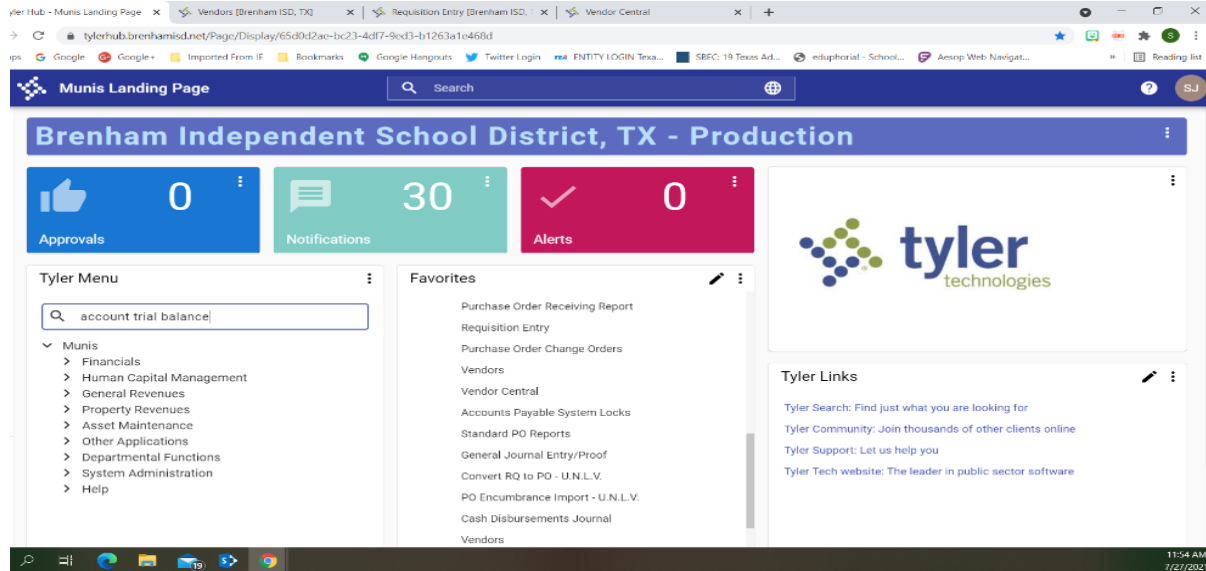 yler Hub - Munis Landing Page
Vendors [Brenham ISD, TX]
Requisition Entry [Brenham ISD,
Vendor Central
tylerhub.brenhamisd.net/Page/Display/65d0d2ae-bc23-4df7-9ed3-b1263a1e468d
ps Google Google+ Imported From IE Bookmarks Google Hangouts Twitter Login ENTITY LOGIN Texa... SBEC: 19 Texas Ad... eduphorial - School... Aesop Web Navigat... » Reading list
Munis Landing Page
Search
SJ
Brenham Independent School District, TX - Production
0
30
0
Approvals
Notifications
Alerts
tyler
technologies
Tyler Menu
account trial balance
Munis
Financials
Human Capital Management
General Revenues
Property Revenues
Asset Maintenance
Other Applications
Departmental Functions
System Administration
Help
Favorites
Purchase Order Receiving Report
Requisition Entry
Purchase Order Change Orders
Vendors
Vendor Central
Accounts Payable System Locks
Standard PO Reports
General Journal Entry/Proof
Convert RQ to PO - U.N.L.V.
PO Encumbrance Import - U.N.L.V.
Cash Disbursements Journal
Vendors
Tyler Links
Tyler Search: Find just what you are looking for
Tyler Community: Join thousands of other clients online
Tyler Support: Let us help you
Tyler Tech website: The leader in public sector software
19
11:54 AM
7/27/202